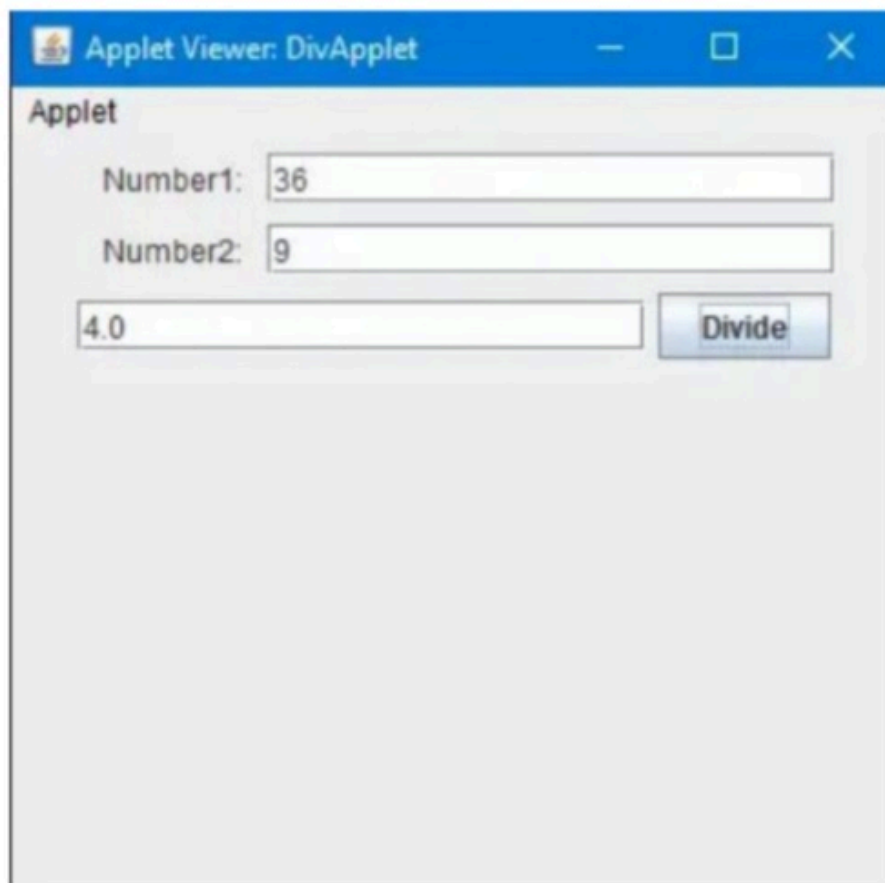 Applet Viewer: DivApplet
Applet
Number1: 36
Number2: 9
4.0 Divide